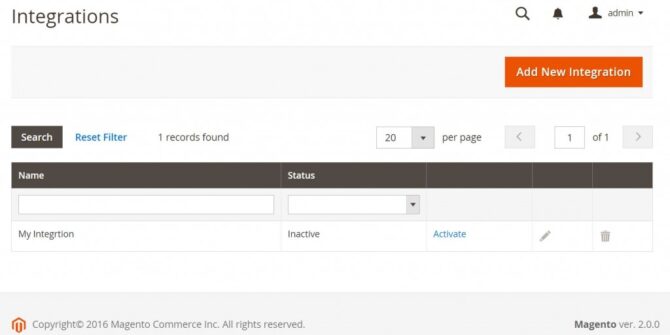 Integrations
admin
Add New Integration
Search Reset Filter 1 records found 20 per page 1 of 1
Name Status
My Integrtion Inactive Activate
Copyright© 2016 Magento Commerce Inc. All rights reserved. Magento ver. 2.0.0